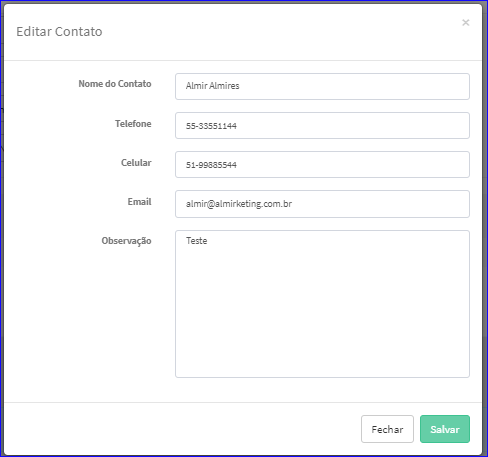 Editar Contato
×
Nome do Contato
Almir Almires
Telefone
55-33551144
Celular
51-99885544
Email
almir@almirketing.com.br
Observação
Teste
Fechar
Salvar